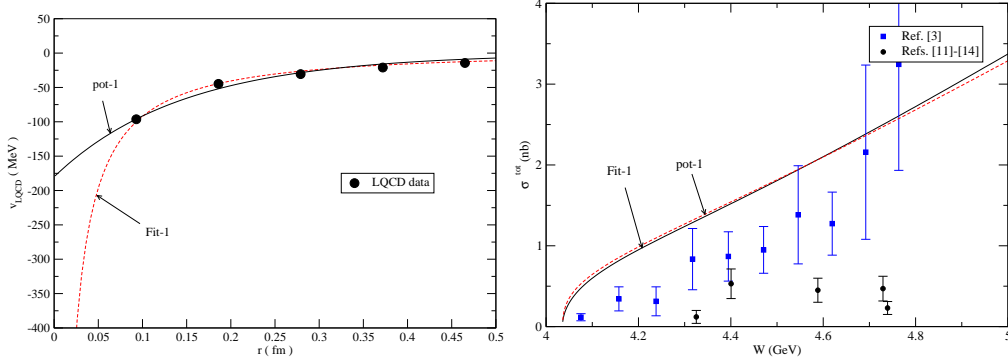 50
0
-50
-100
-150
-200
-250
-300
-350
-400
v_LQCD ( MeV )
pot-1
Fit-1
LQCD data
0 0.05 0.1 0.15 0.2 0.25 0.3 0.35 0.4 0.45 0.5
r ( fm )
4
3
2
1
0
σ^tot (nb)
Ref. [3]
Refs. [11]-[14]
pot-1
Fit-1
4 4.2 4.4 4.6 4.8 5
W (GeV)